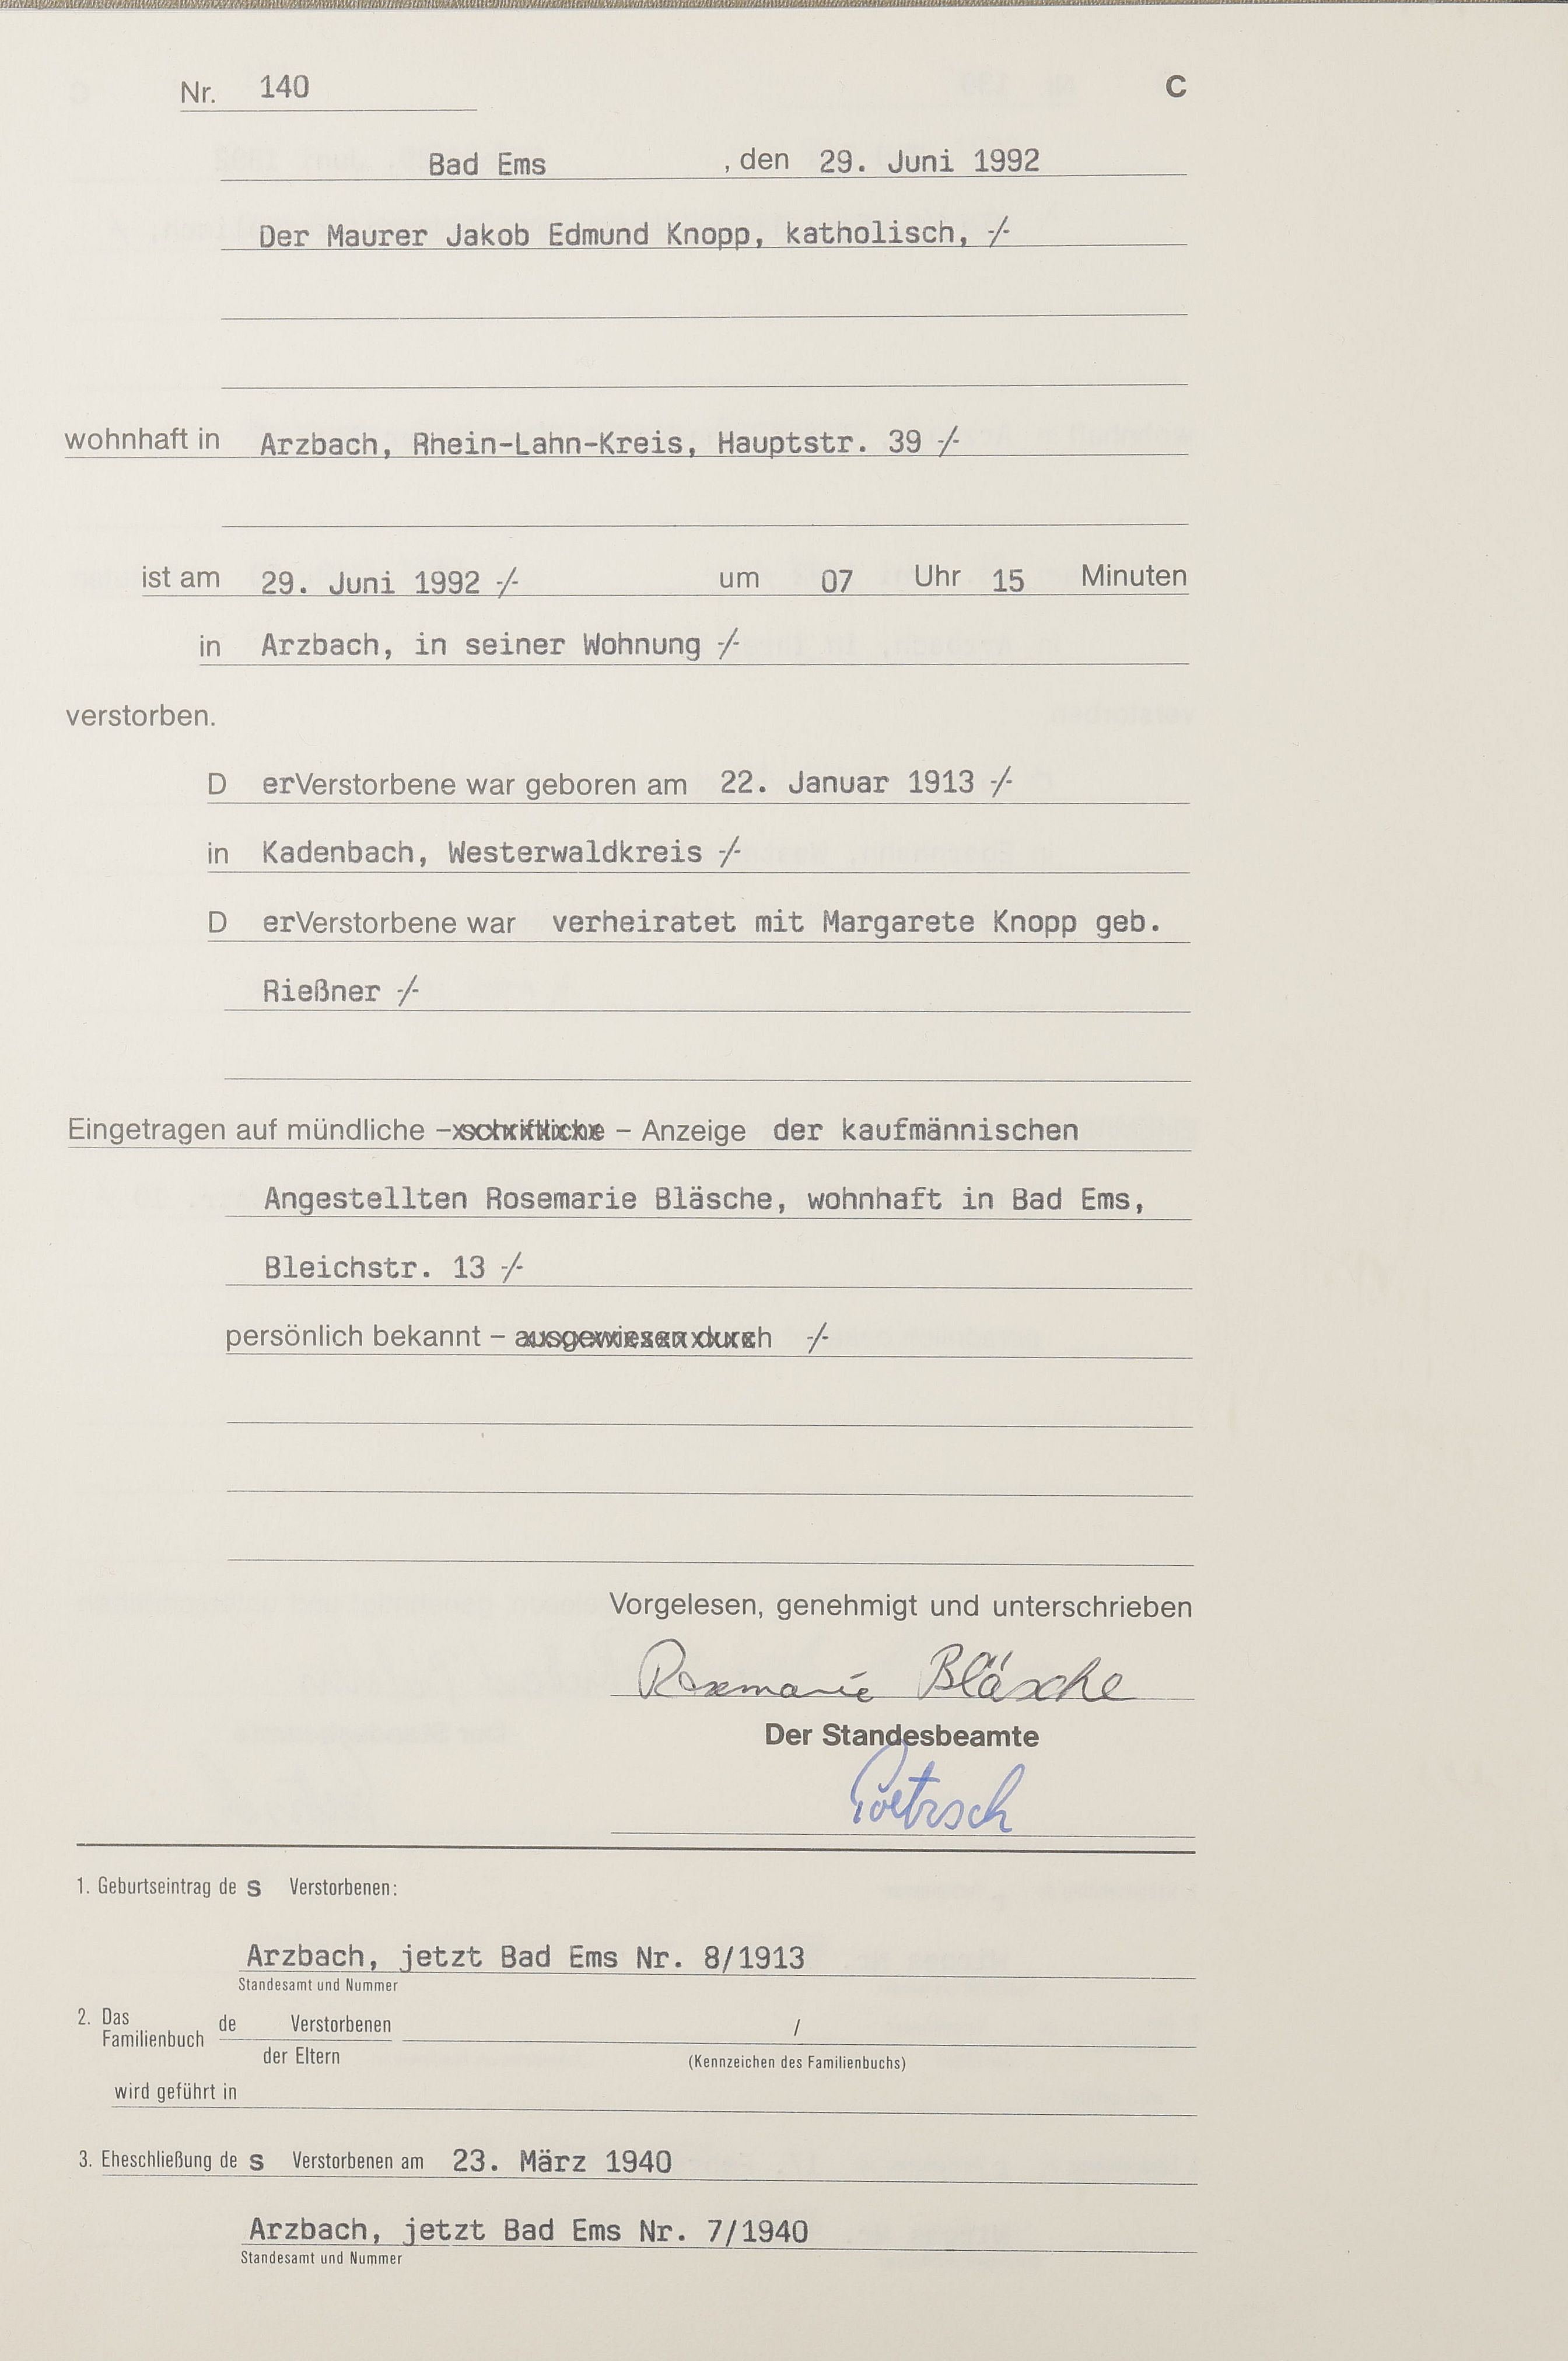 Nr. 140 C
Bad Ems , den 29. Juni 1992
Der Maurer Jakob Edmund Knopp, katholisch, -/-
wohnhaft in Arzbach, Rhein-Lahn-Kreis, Hauptstr. 39 -/-
ist am 29. Juni 1992 -/- um 07 Uhr 15 Minuten
in Arzbach, in seiner Wohnung -/-
verstorben.
D er Verstorbene war geboren am 22. Januar 1913 -/-
in Kadenbach, Westerwaldkreis -/-
D er Verstorbene war verheiratet mit Margarete Knopp geb.
Rießner -/-
Eingetragen auf mündliche – schriftliche – Anzeige der kaufmännischen
Angestellten Rosemarie Bläsche, wohnhaft in Bad Ems,
Bleichstr. 13 -/-
persönlich bekannt – ausgewiesen durch -/-
Vorgelesen, genehmigt und unterschrieben
Rosemarie Bläsche
Der Standesbeamte
1. Geburtseintrag de s Verstorbenen:
Arzbach, jetzt Bad Ems Nr. 8/1913
Standesamt und Nummer
2. Das Familienbuch de Verstorbenen /
der Eltern (Kennzeichen des Familienbuchs)
wird geführt in
3. Eheschließung de s Verstorbenen am 23. März 1940
Arzbach, jetzt Bad Ems Nr. 7/1940
Standesamt und Nummer